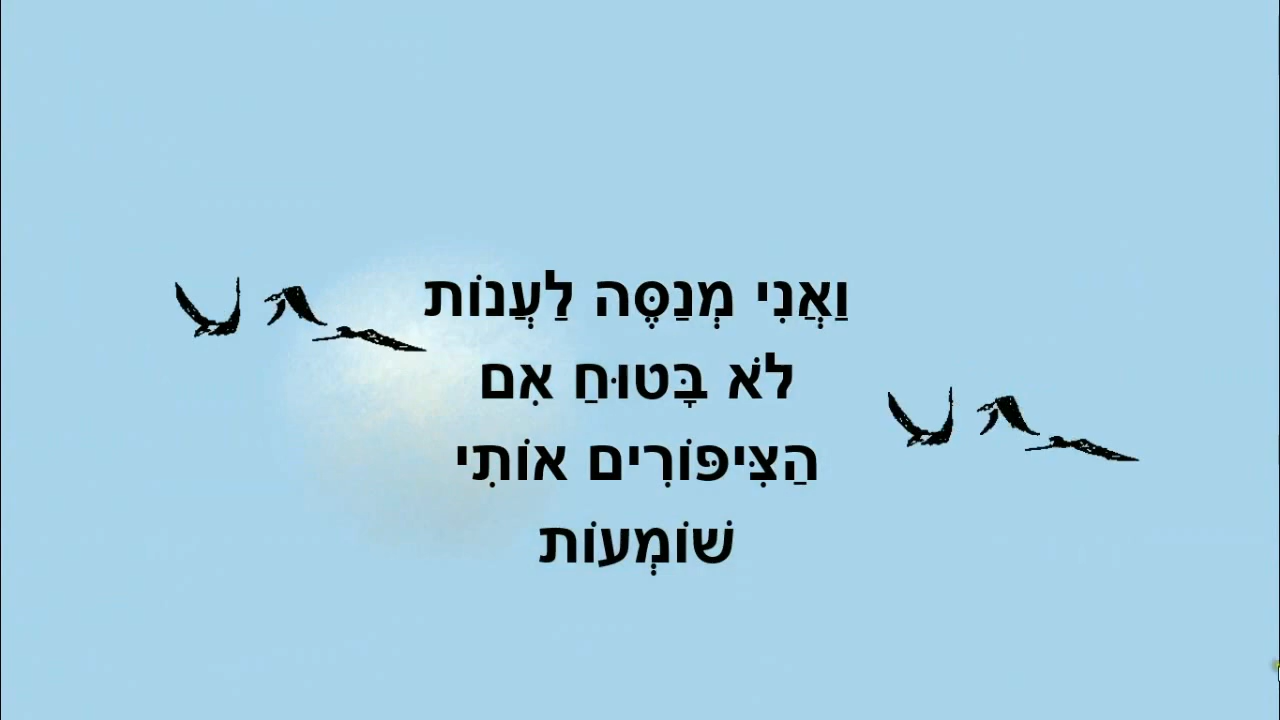 וַאֲנִי מְנַסֶּה לַעֲנוֹת
לֹא בָּטוּחַ אִם
הַצִּיפּוֹרִים אוֹתִי
שׁוֹמְעוֹת